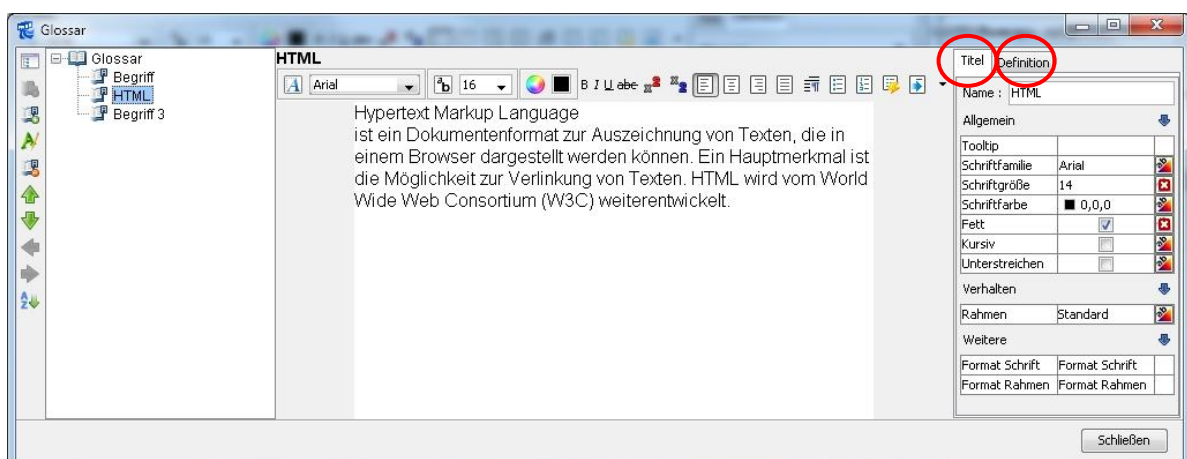 Glossar
Glossar
Begriff
HTML
Begriff 3
HTML
Arial
16
B I U abc
Hypertext Markup Language
ist ein Dokumentenformat zur Auszeichnung von Texten, die in
einem Browser dargestellt werden können. Ein Hauptmerkmal ist
die Möglichkeit zur Verlinkung von Texten. HTML wird vom World
Wide Web Consortium (W3C) weiterentwickelt.
Titel Definition
Name : HTML
Allgemein
Tooltip
Schriftfamilie Arial
Schriftgröße 14
Schriftfarbe 0,0,0
Fett
Kursiv
Unterstreichen
Verhalten
Rahmen Standard
Weitere
Format Schrift Format Schrift
Format Rahmen Format Rahmen
Schließen